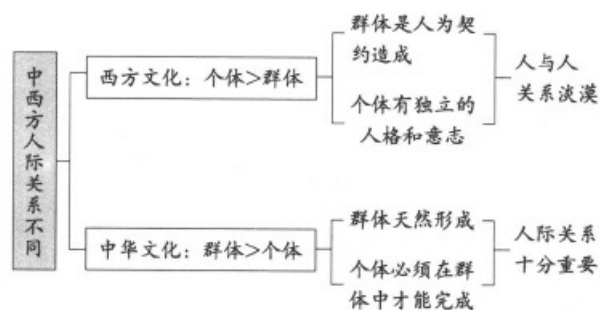 中西方人际关系不同
西方文化：个体>群体
群体是人为契
约造成
个体有独立的
人格和意志
人与人
关系淡漠
中华文化：群体>个体
群体天然形成
个体必须在群
体中才能完成
人际关系
十分重要